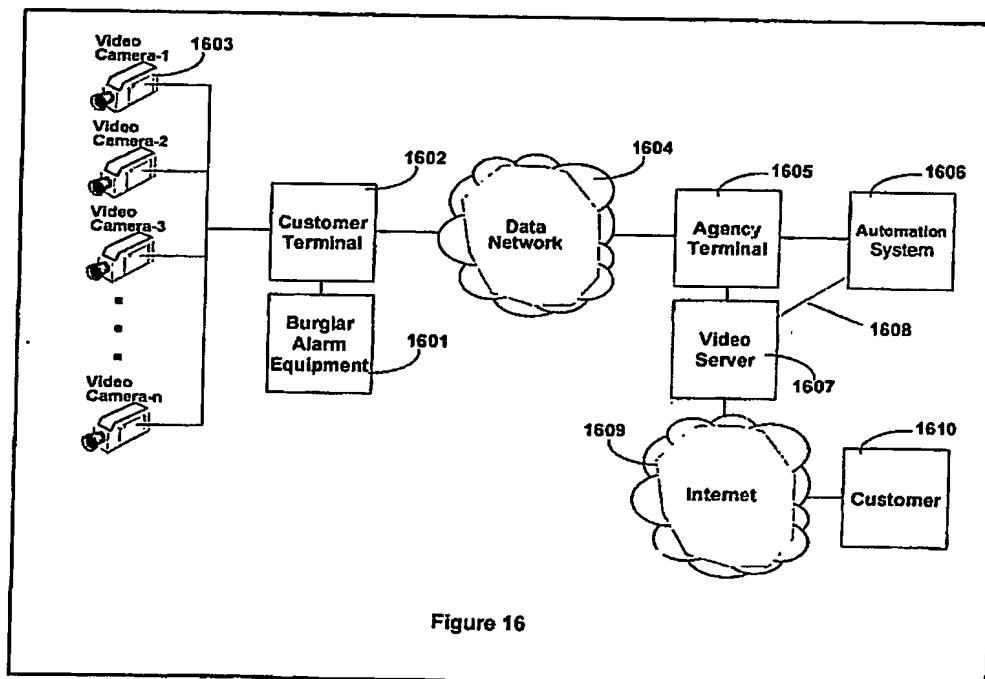 Video
Camera-1
1603
Video
Camera-2
Video
Camera-3
Video
Camera-n
1602
Customer
Terminal
Burglar
Alarm
Equipment
1601
1604
Data
Network
1605
Agency
Terminal
1606
Automation
System
1608
Video
Server
1607
1609
Internet
1610
Customer
Figure 16